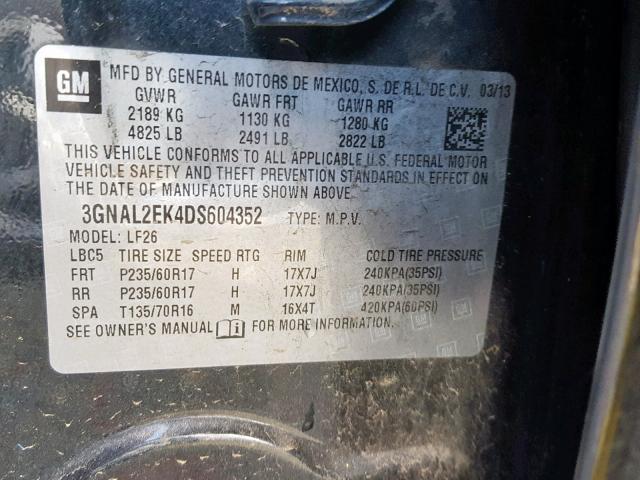 GM
MFD BY GENERAL MOTORS DE MEXICO, S. DE R.L. DE C.V. 03/13
GVWR GAWR FRT GAWR RR
2189 KG 1130 KG 1280 KG
4825 LB 2491 LB 2822 LB
THIS VEHICLE CONFORMS TO ALL APPLICABLE U.S. FEDERAL MOTOR
VEHICLE SAFETY AND THEFT PREVENTION STANDARDS IN EFFECT ON
THE DATE OF MANUFACTURE SHOWN ABOVE.
3GNAL2EK4DS604352 TYPE: M.P.V.
MODEL: LF26
LBC5 TIRE SIZE SPEED RTG RIM COLD TIRE PRESSURE
FRT P235/60R17 H 17X7J 240KPA(35PSI)
RR P235/60R17 H 17X7J 240KPA(35PSI)
SPA T135/70R16 M 16X4T 420KPA(60PSI)
SEE OWNER'S MANUAL FOR MORE INFORMATION.